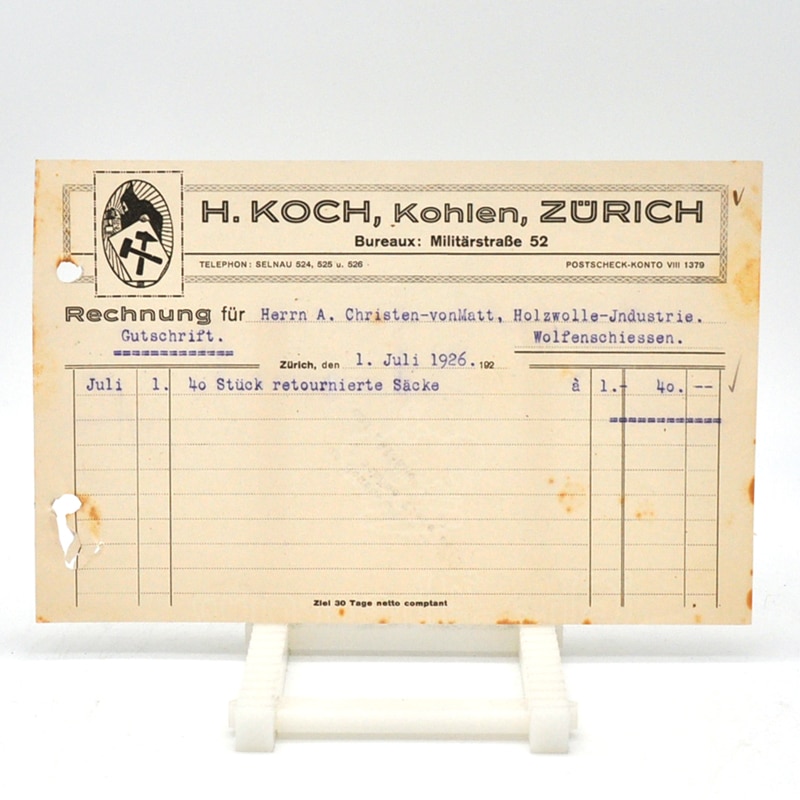 H. KOCH, Kohlen, ZÜRICH
Bureaux: Militärstraße 52
TELEPHON: SELNAU 524, 525 u. 526
POSTSCHECK-KONTO VIII 1379
Rechnung für Herrn A. Christen-vonMatt, Holzwolle-Jndustrie.
Gutschrift. Wolfenschiessen.
Zürich, den 1. Juli 1926. 192
Juli 1. 40 Stück retournierte Säcke à 1.- 40. --
Ziel 30 Tage netto comptant